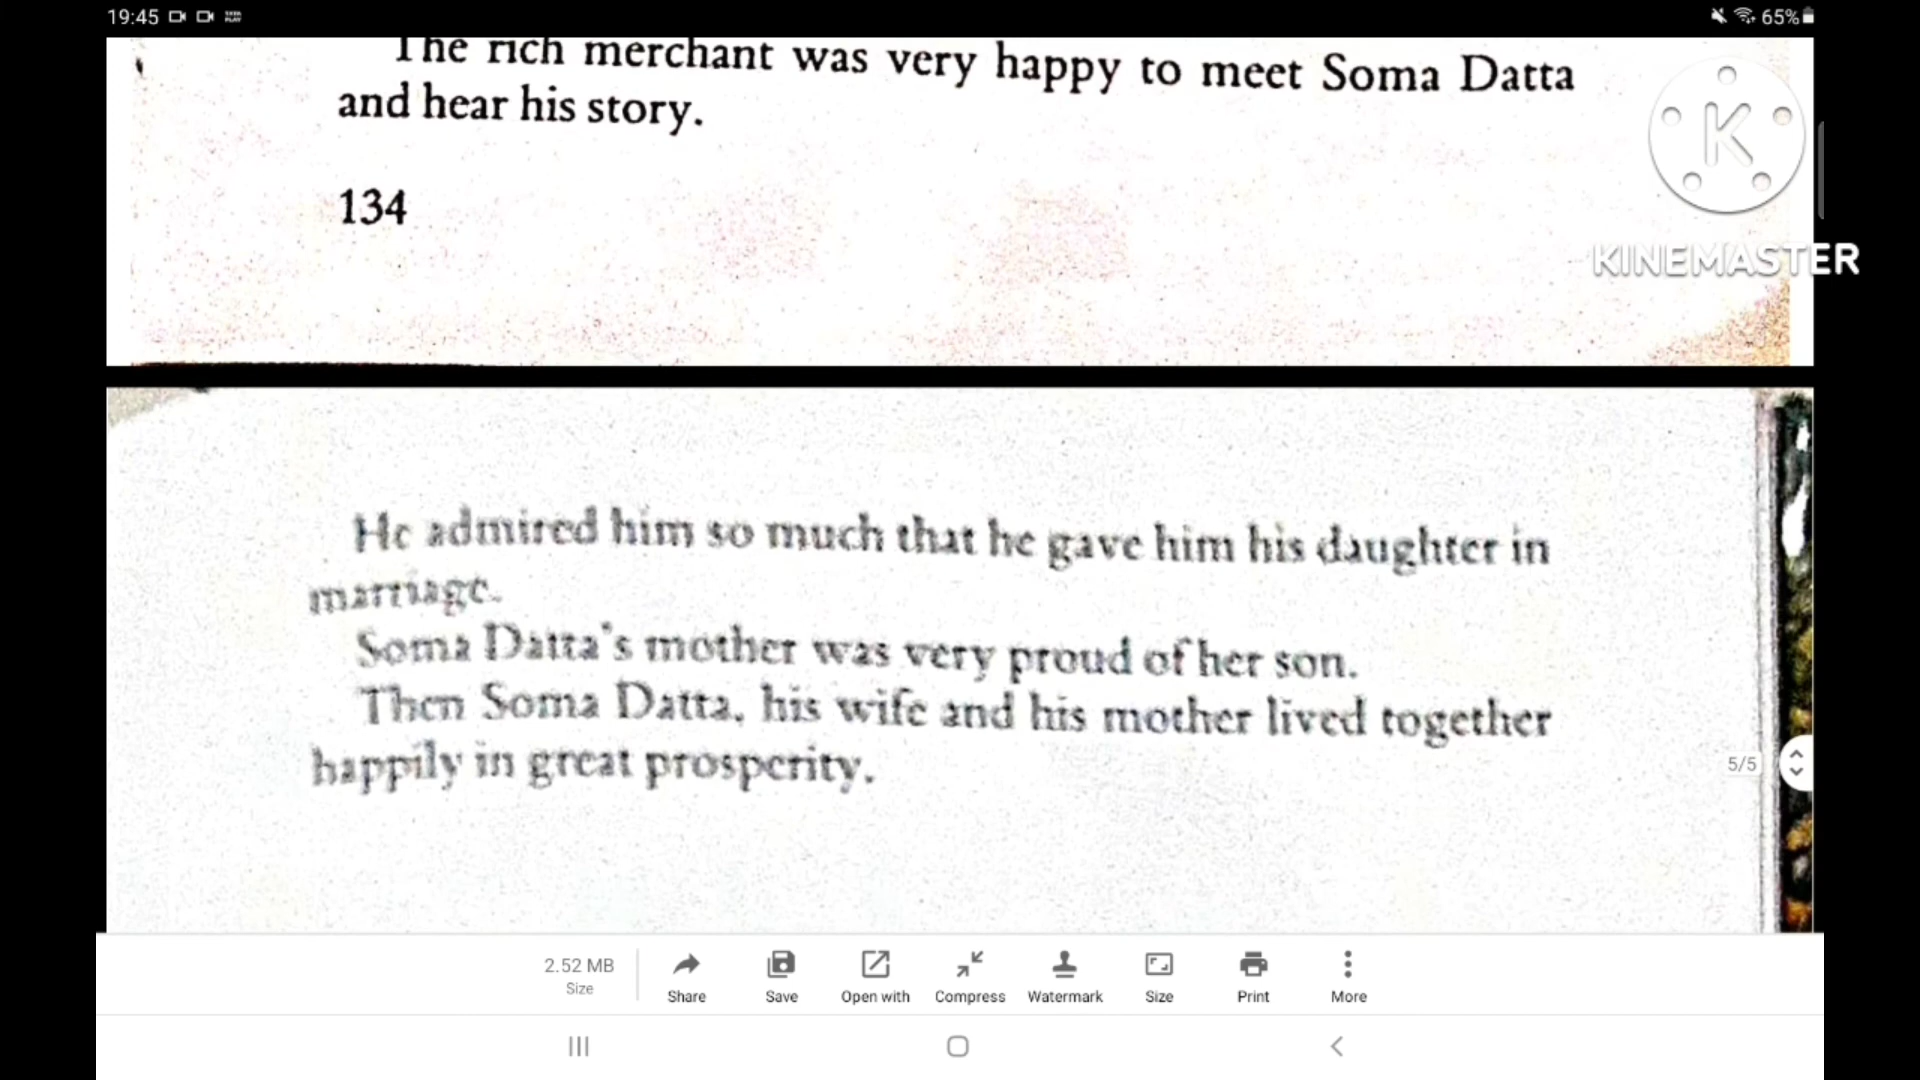 19:45
65%
The rich merchant was very happy to meet Soma Datta
and hear his story.
K
KINEMASTER
134
He admired him so much that he gave him his daughter in
marriage.
Soma Datta's mother was very proud of her son.
Then Soma Datta, his wife and his mother lived together
happily in great prosperity.
5/5
2.52 MB
Size
Share
Save
Open with
Compress
Watermark
Size
Print
More